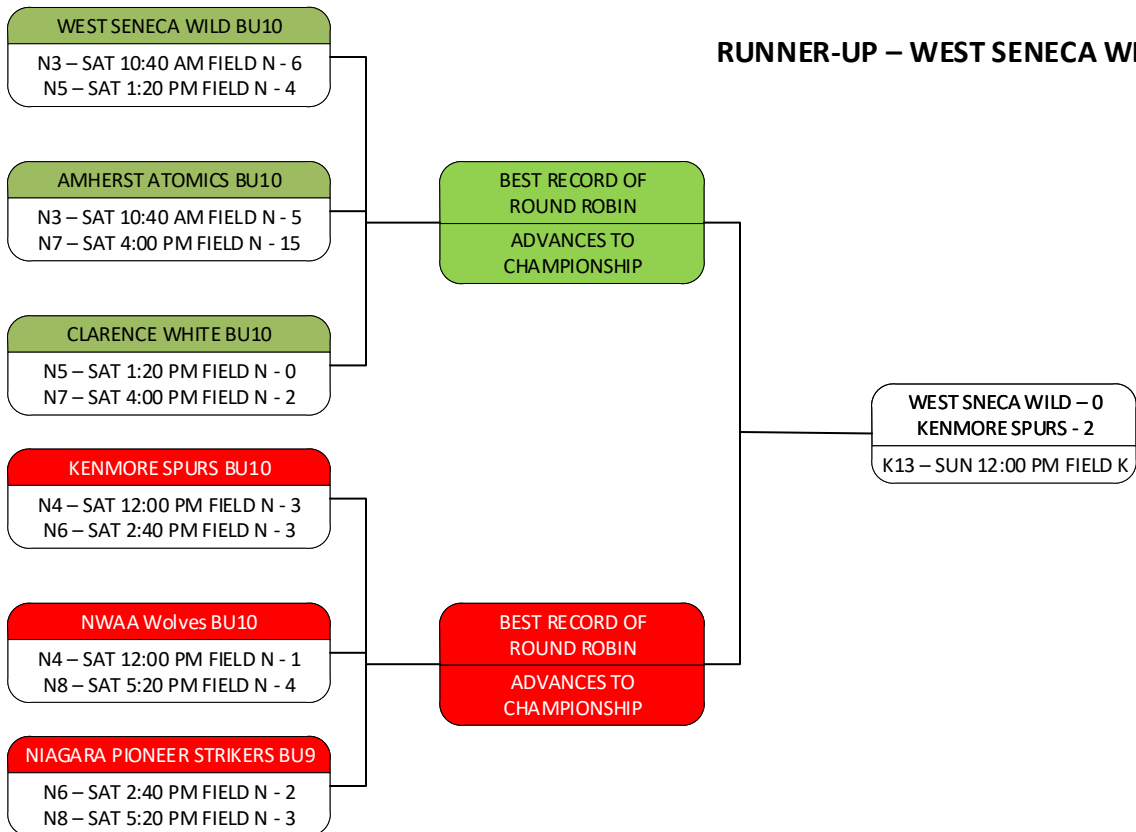 WEST SENECA WILD BU10
N3 – SAT 10:40 AM FIELD N - 6
N5 – SAT 1:20 PM FIELD N - 4
RUNNER-UP – WEST SENECA
AMHERST ATOMICS BU10
N3 – SAT 10:40 AM FIELD N - 5
N7 – SAT 4:00 PM FIELD N - 15
BEST RECORD OF
ROUND ROBIN
ADVANCES TO
CHAMPIONSHIP
CLARENCE WHITE BU10
N5 – SAT 1:20 PM FIELD N - 0
N7 – SAT 4:00 PM FIELD N - 2
WEST SNECA WILD – 0
KENMORE SPURS - 2
K13 – SUN 12:00 PM FIELD K
KENMORE SPURS BU10
N4 – SAT 12:00 PM FIELD N - 3
N6 – SAT 2:40 PM FIELD N - 3
NWAA Wolves BU10
N4 – SAT 12:00 PM FIELD N - 1
N8 – SAT 5:20 PM FIELD N - 4
BEST RECORD OF
ROUND ROBIN
ADVANCES TO
CHAMPIONSHIP
NIAGARA PIONEER STRIKERS BU9
N6 – SAT 2:40 PM FIELD N - 2
N8 – SAT 5:20 PM FIELD N - 3